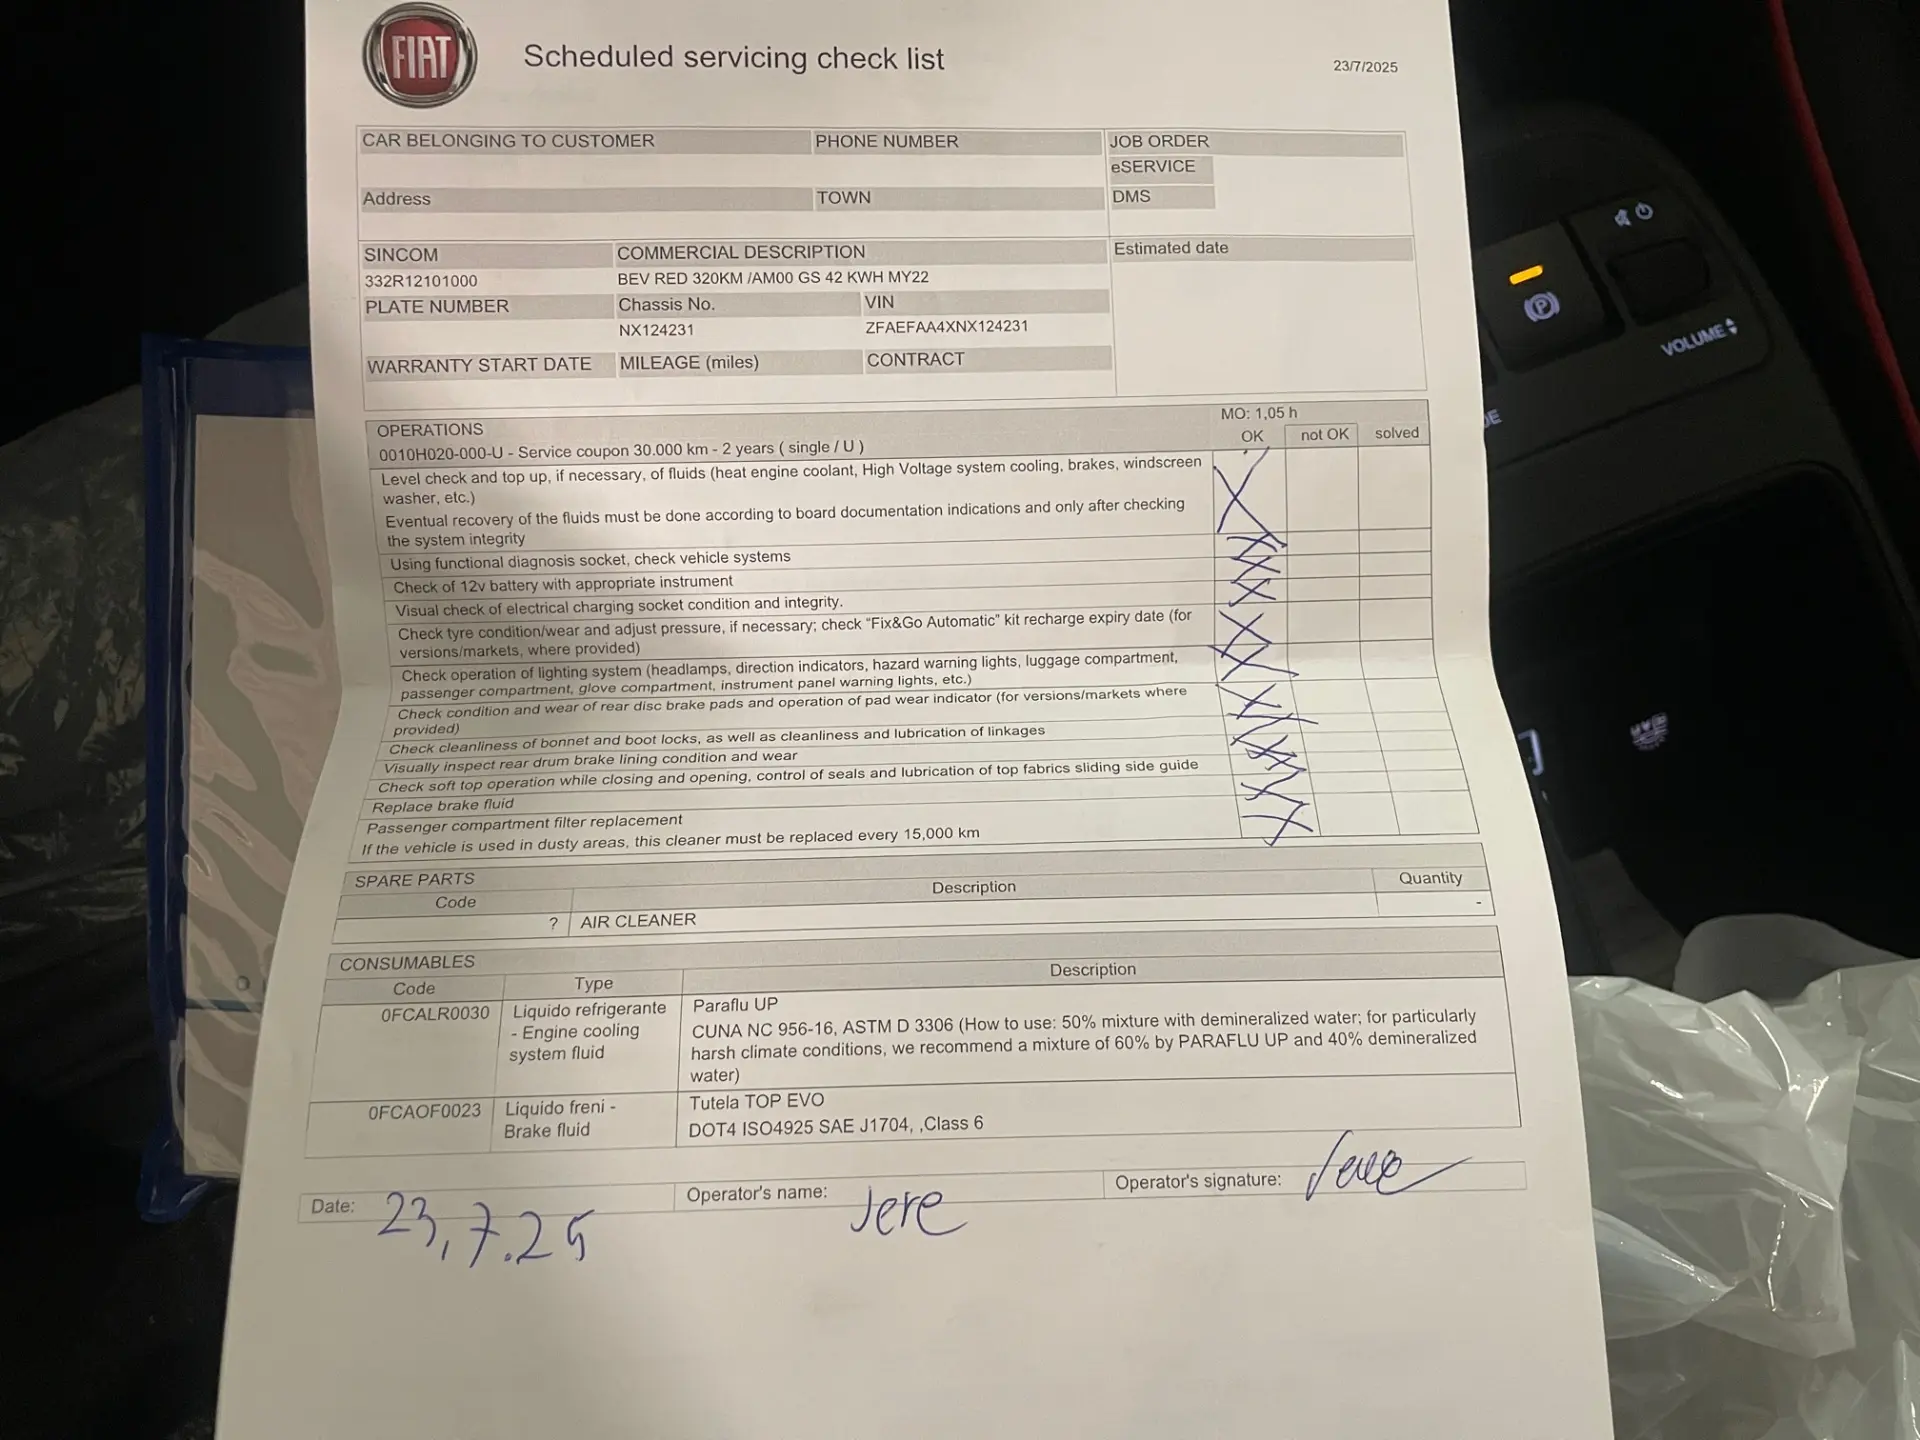 FIAT
Scheduled servicing check list
23/7/2025
CAR BELONGING TO CUSTOMER
PHONE NUMBER
JOB ORDER
eSERVICE
Address
TOWN
DMS
SINCOM
COMMERCIAL DESCRIPTION
Estimated date
332R12101000
BEV RED 320KM /AM00 GS 42 KWH MY22
PLATE NUMBER
Chassis No.
VIN
NX124231
ZFAEFAA4XNX124231
WARRANTY START DATE
MILEAGE (miles)
CONTRACT
OPERATIONS
MO: 1,05 h
0010H020-000-U - Service coupon 30.000 km - 2 years ( single / U )
OK
not OK
solved
Level check and top up, if necessary, of fluids (heat engine coolant, High Voltage system cooling, brakes, windscreen
washer, etc.)
Eventual recovery of the fluids must be done according to board documentation indications and only after checking
the system integrity
Using functional diagnosis socket, check vehicle systems
Check of 12v battery with appropriate instrument
Visual check of electrical charging socket condition and integrity.
Check tyre condition/wear and adjust pressure, if necessary; check “Fix&Go Automatic” kit recharge expiry date (for
versions/markets, where provided)
Check operation of lighting system (headlamps, direction indicators, hazard warning lights, luggage compartment,
passenger compartment, glove compartment, instrument panel warning lights, etc.)
Check condition and wear of rear disc brake pads and operation of pad wear indicator (for versions/markets where
provided)
Check cleanliness of bonnet and boot locks, as well as cleanliness and lubrication of linkages
Visually inspect rear drum brake lining condition and wear
Check soft top operation while closing and opening, control of seals and lubrication of top fabrics sliding side guide
Replace brake fluid
Passenger compartment filter replacement
If the vehicle is used in dusty areas, this cleaner must be replaced every 15,000 km
SPARE PARTS
Code
Description
Quantity
?
AIR CLEANER
-
CONSUMABLES
Code
Type
Description
0FCALR0030
Liquido refrigerante
- Engine cooling
system fluid
Paraflu UP
CUNA NC 956-16, ASTM D 3306 (How to use: 50% mixture with demineralized water; for particularly
harsh climate conditions, we recommend a mixture of 60% by PARAFLU UP and 40% demineralized
water)
0FCAOF0023
Liquido freni -
Brake fluid
Tutela TOP EVO
DOT4 ISO4925 SAE J1704, ,Class 6
Date: 23,7.25
Operator's name: Jere
Operator's signature:
P
VOLUME